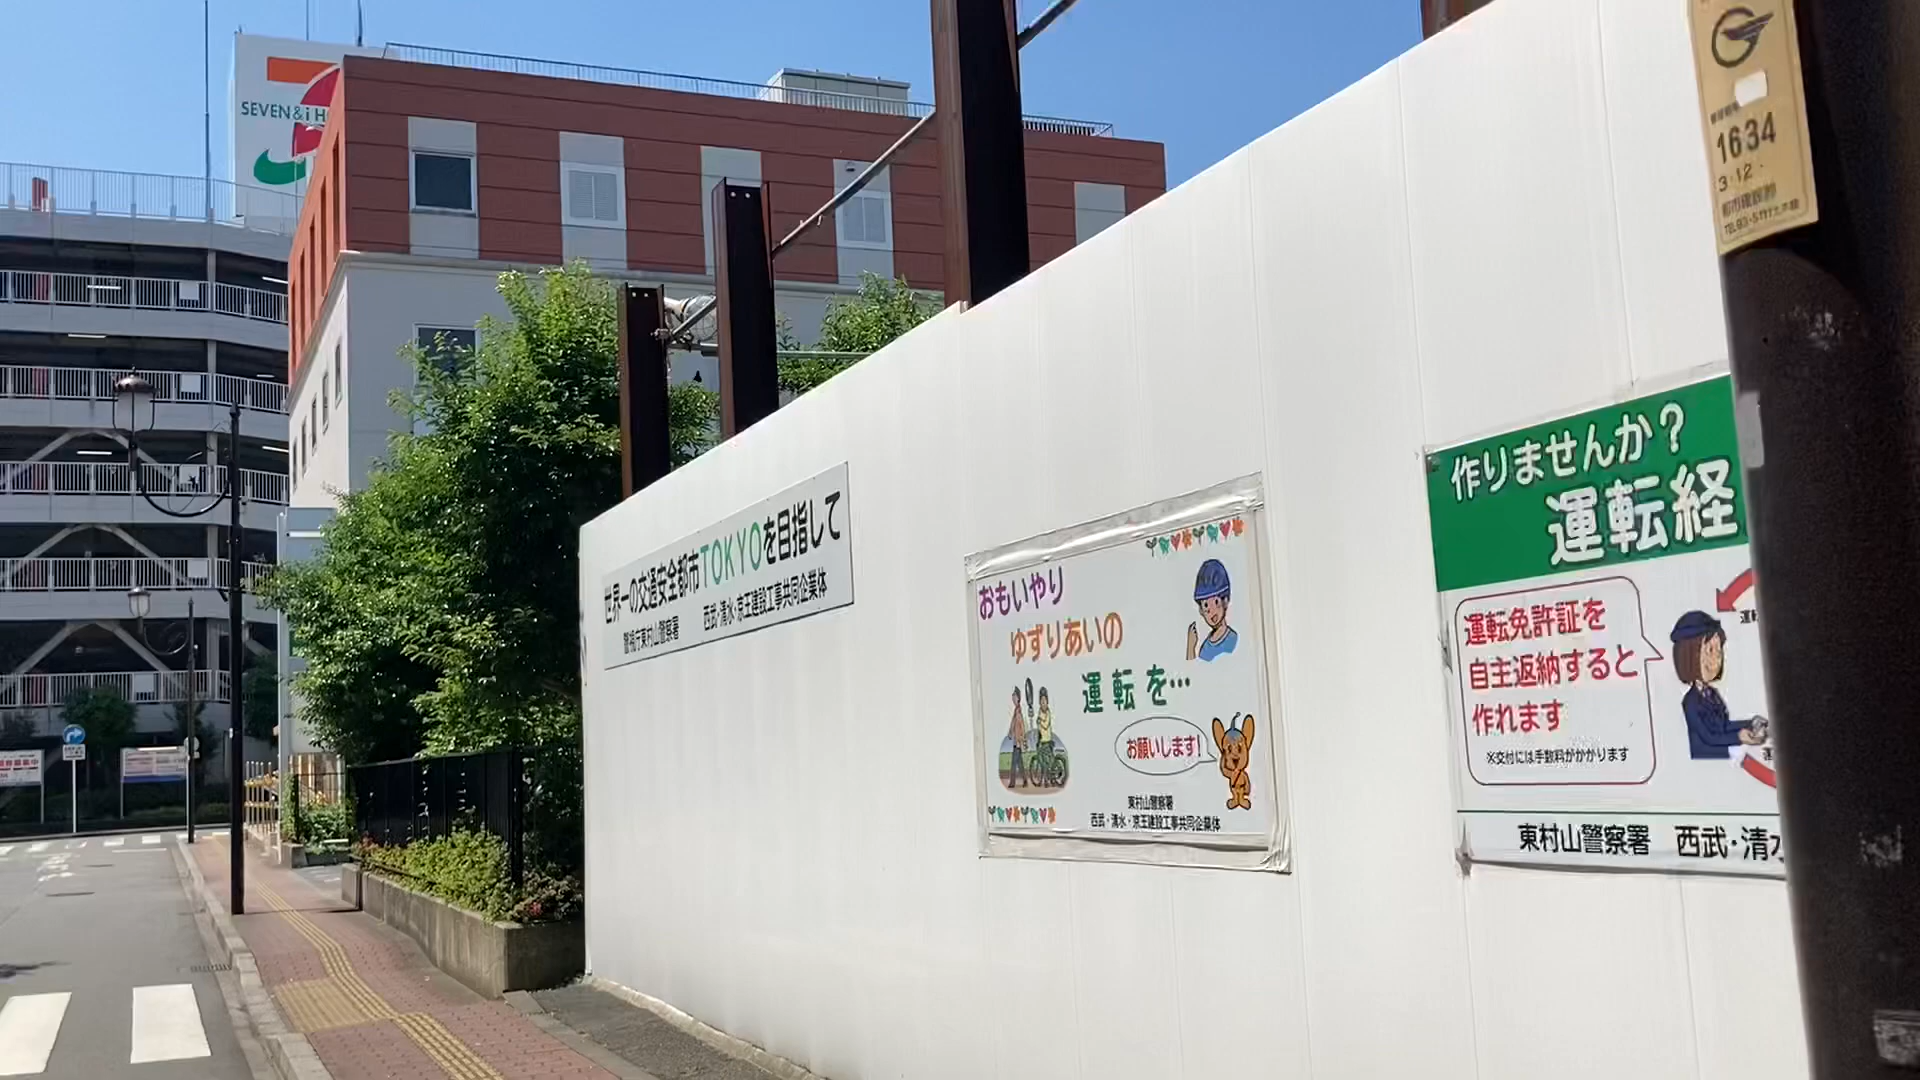 SEVEN&i H
世界一の交通安全都市TOKYOを目指して
警視庁東村山警察署　西武・清水・京王建設工事共同企業体
おもいやり
ゆずりあいの
運転を…
お願いします!
東村山警察署
西武・清水・京王建設工事共同企業体
作りませんか?
運転経
運転免許証を
自主返納すると
作れます
※交付には手数料がかかります
東村山警察署　西武・清水
1634
3・12